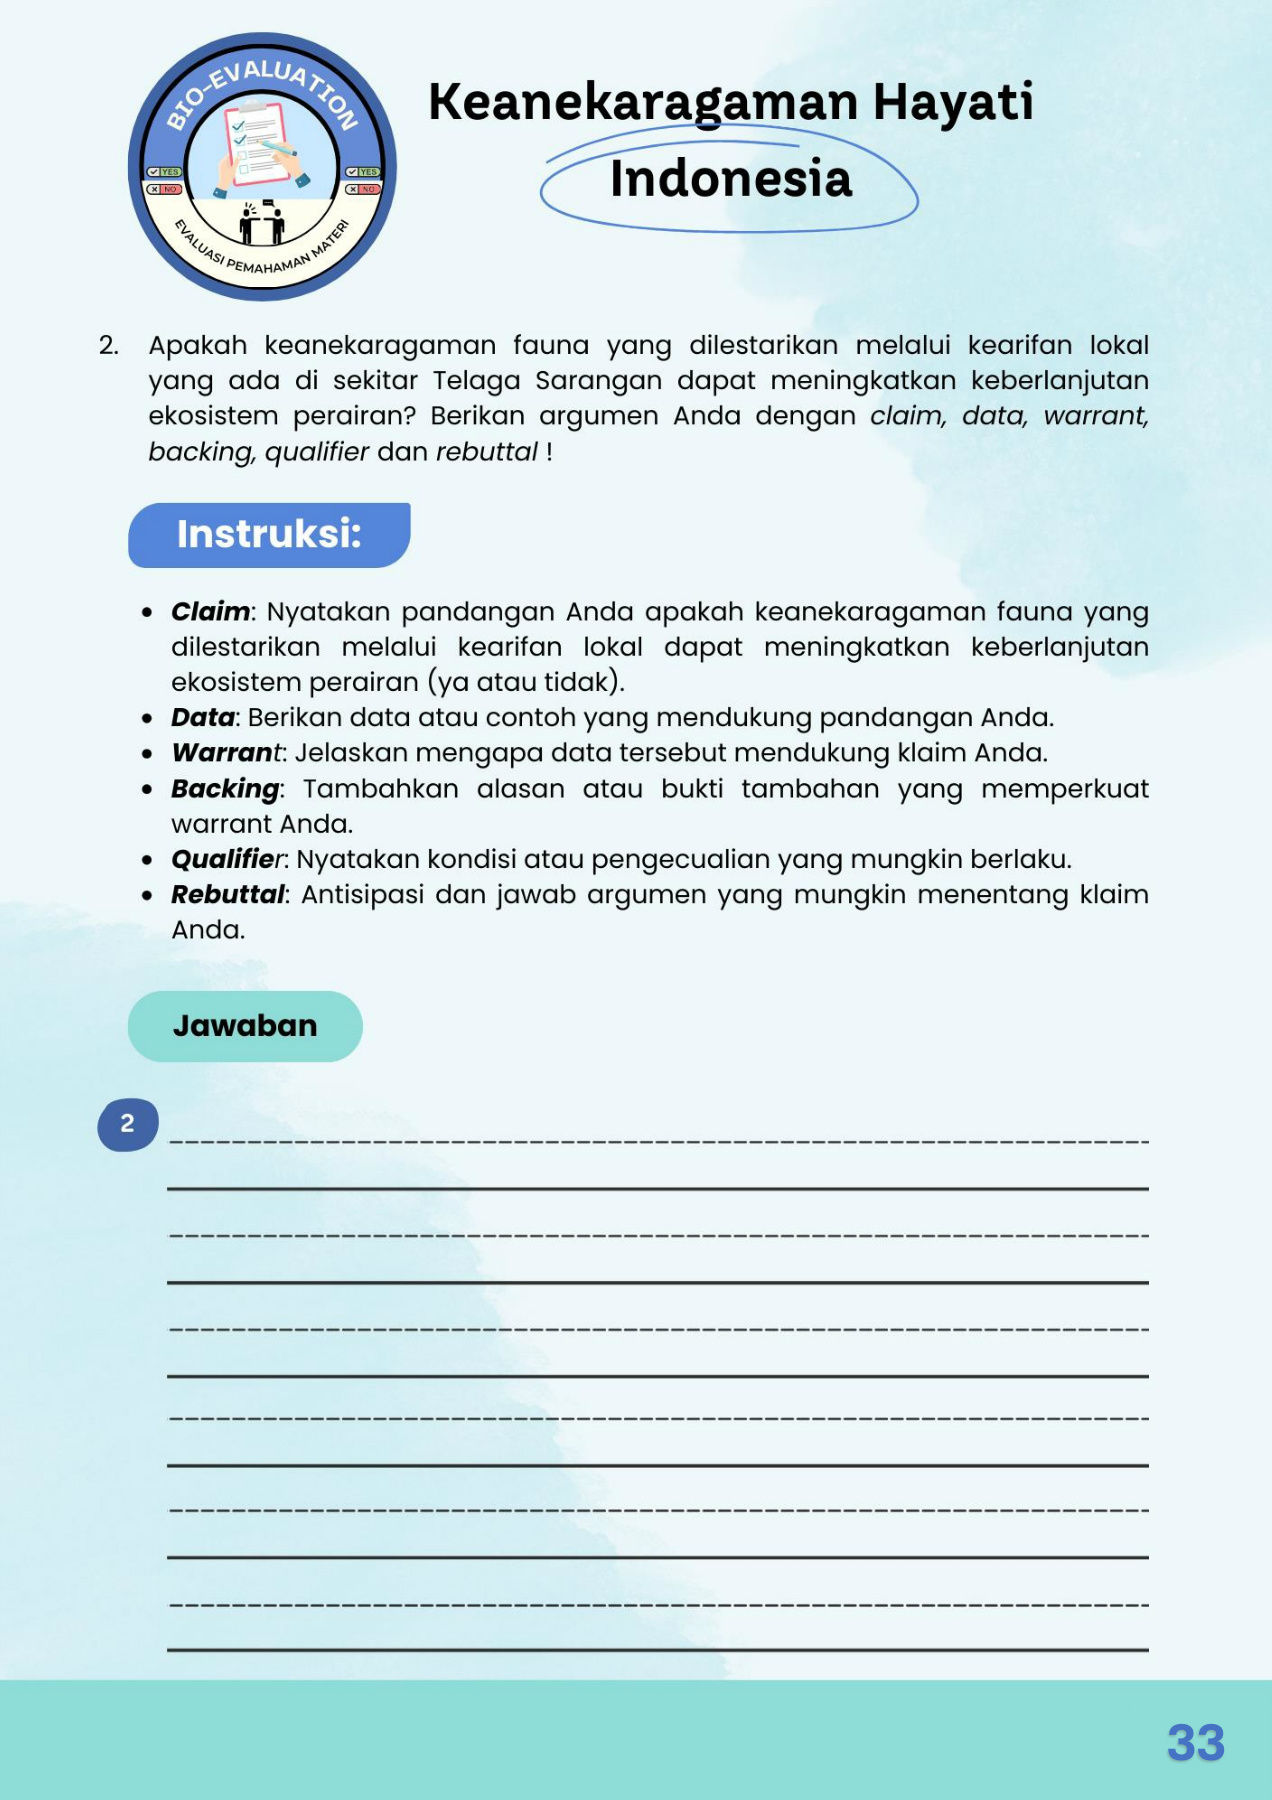 BIO-EVALUATION
YES
NO
YES
NO
EVALUASI PEMAHAMAN MATERI
Keanekaragaman Hayati
Indonesia
2. Apakah keanekaragaman fauna yang dilestarikan melalui kearifan lokal
yang ada di sekitar Telaga Sarangan dapat meningkatkan keberlanjutan
ekosistem perairan? Berikan argumen Anda dengan claim, data, warrant,
backing, qualifier dan rebuttal !
Instruksi:
• Claim: Nyatakan pandangan Anda apakah keanekaragaman fauna yang
dilestarikan melalui kearifan lokal dapat meningkatkan keberlanjutan
ekosistem perairan (ya atau tidak).
• Data: Berikan data atau contoh yang mendukung pandangan Anda.
• Warrant: Jelaskan mengapa data tersebut mendukung klaim Anda.
• Backing: Tambahkan alasan atau bukti tambahan yang memperkuat
warrant Anda.
• Qualifier: Nyatakan kondisi atau pengecualian yang mungkin berlaku.
• Rebuttal: Antisipasi dan jawab argumen yang mungkin menentang klaim
Anda.
Jawaban
2
33